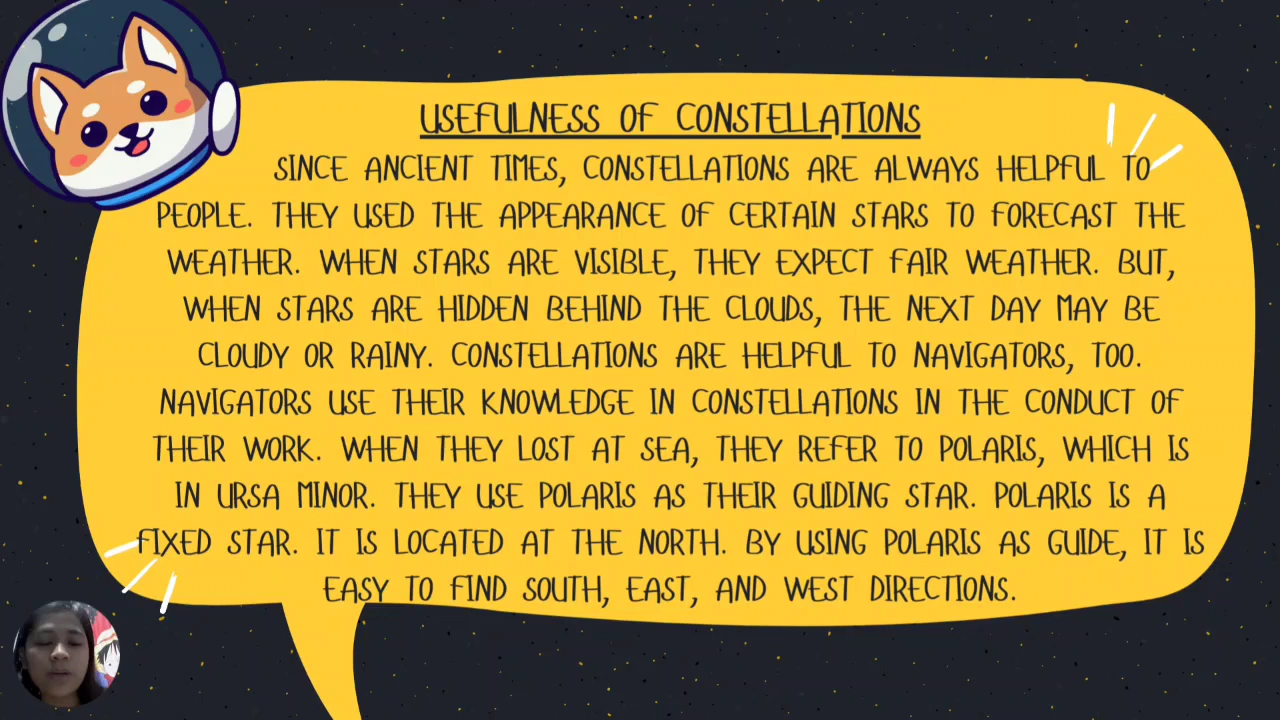 USEFULNESS OF CONSTELLATIONS
SINCE ANCIENT TIMES, CONSTELLATIONS ARE ALWAYS HELPFUL TO
PEOPLE. THEY USED THE APPEARANCE OF CERTAIN STARS TO FORECAST THE
WEATHER. WHEN STARS ARE VISIBLE, THEY EXPECT FAIR WEATHER. BUT,
WHEN STARS ARE HIDDEN BEHIND THE CLOUDS, THE NEXT DAY MAY BE
CLOUDY OR RAINY. CONSTELLATIONS ARE HELPFUL TO NAVIGATORS, TOO.
NAVIGATORS USE THEIR KNOWLEDGE IN CONSTELLATIONS IN THE CONDUCT OF
THEIR WORK. WHEN THEY LOST AT SEA, THEY REFER TO POLARIS, WHICH IS
IN URSA MINOR. THEY USE POLARIS AS THEIR GUIDING STAR. POLARIS IS A
FIXED STAR. IT IS LOCATED AT THE NORTH. BY USING POLARIS AS GUIDE, IT IS
EASY TO FIND SOUTH, EAST, AND WEST DIRECTIONS.